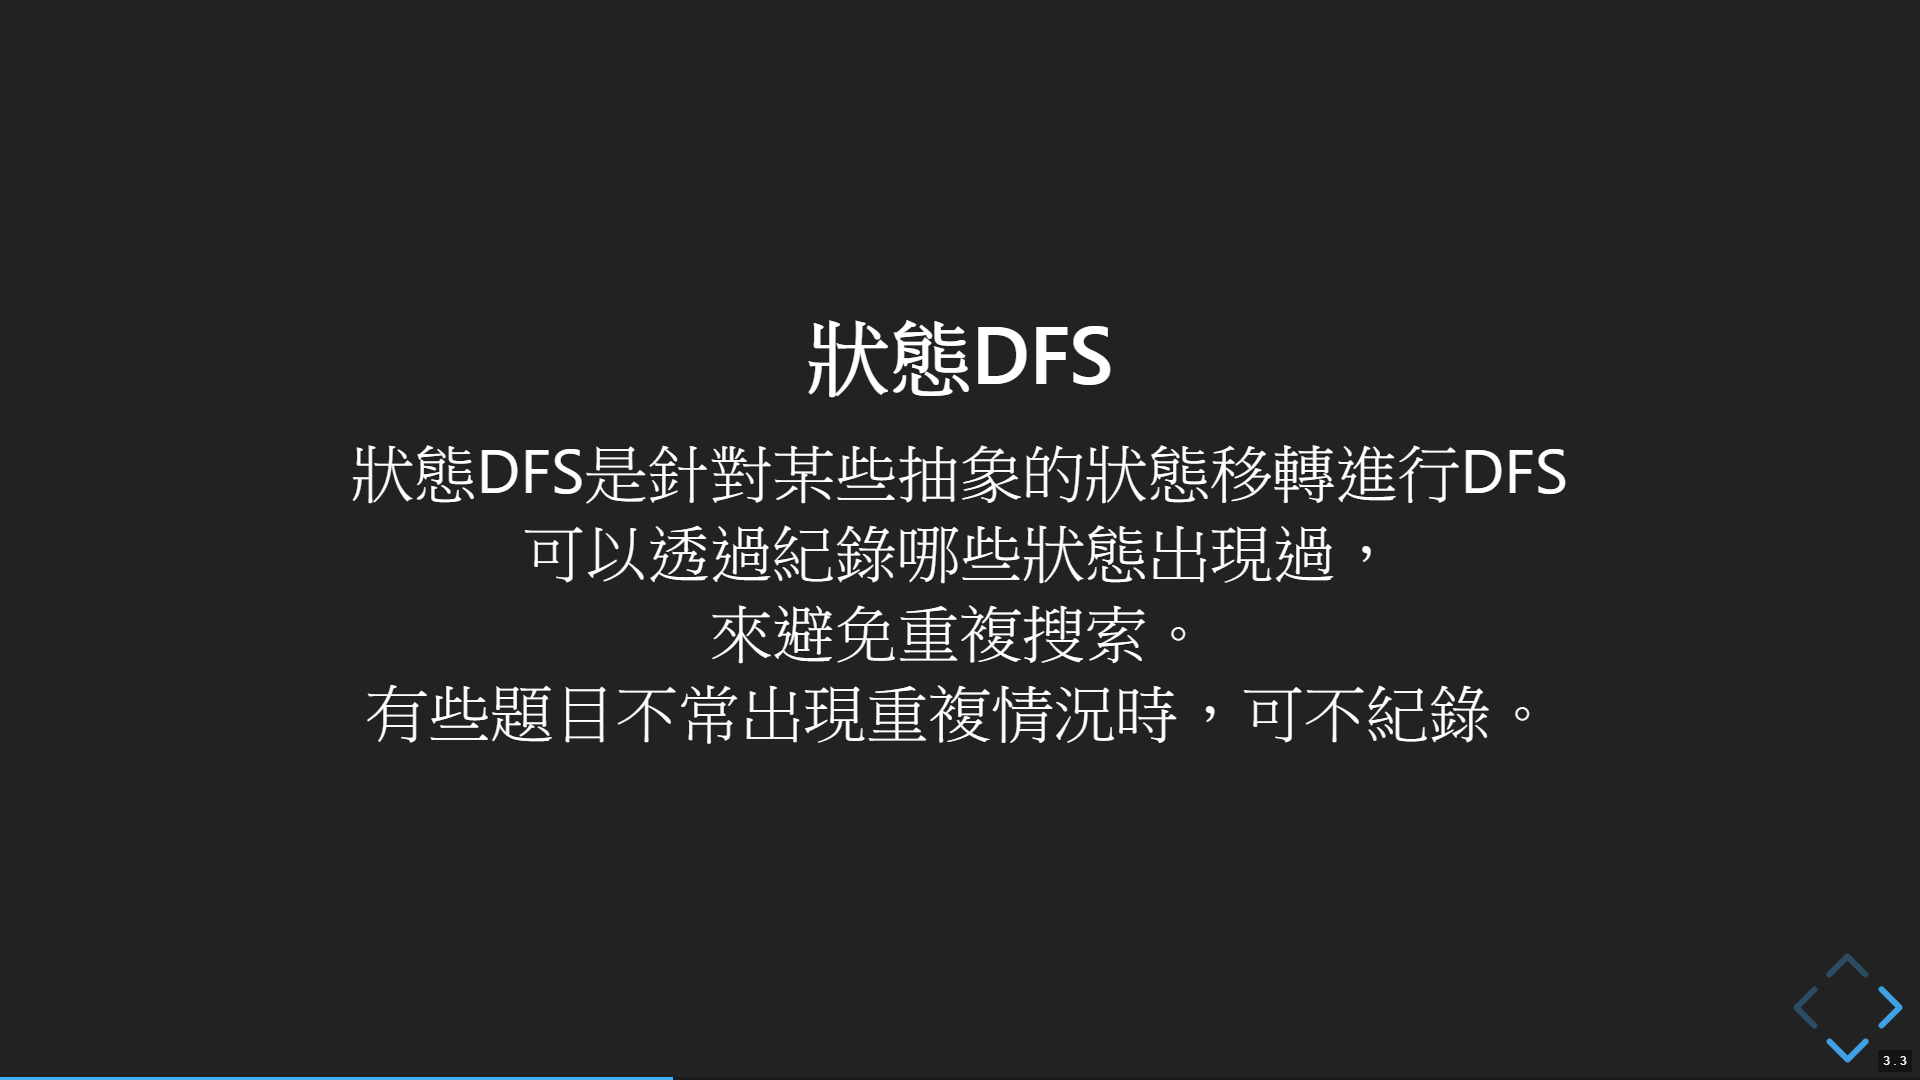 狀態DFS
狀態DFS是針對某些抽象的狀態移轉進行DFS
可以透過紀錄哪些狀態出現過，
來避免重複搜索。
有些題目不常出現重複情況時，可不紀錄。
3.3